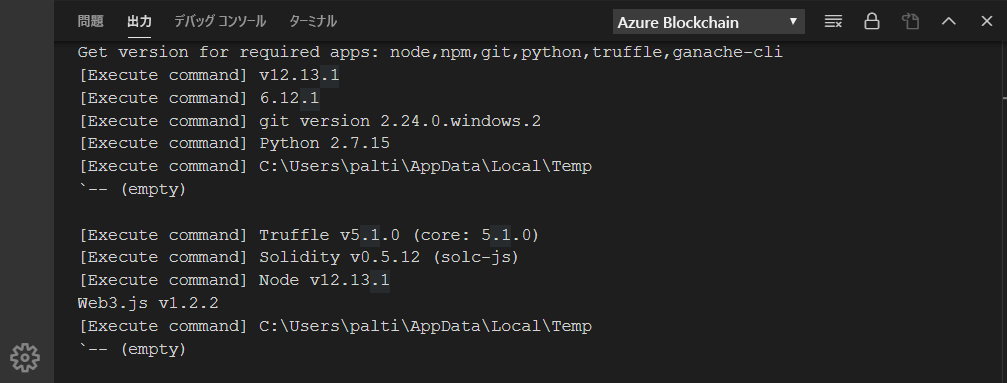 問題 出力 デバッグ コンソール ターミナル Azure Blockchain
Get version for required apps: node,npm,git,python,truffle,ganache-cli
[Execute command] v12.13.1
[Execute command] 6.12.1
[Execute command] git version 2.24.0.windows.2
[Execute command] Python 2.7.15
[Execute command] C:\Users\palti\AppData\Local\Temp
`-- (empty)
[Execute command] Truffle v5.1.0 (core: 5.1.0)
[Execute command] Solidity v0.5.12 (solc-js)
[Execute command] Node v12.13.1
Web3.js v1.2.2
[Execute command] C:\Users\palti\AppData\Local\Temp
`-- (empty)